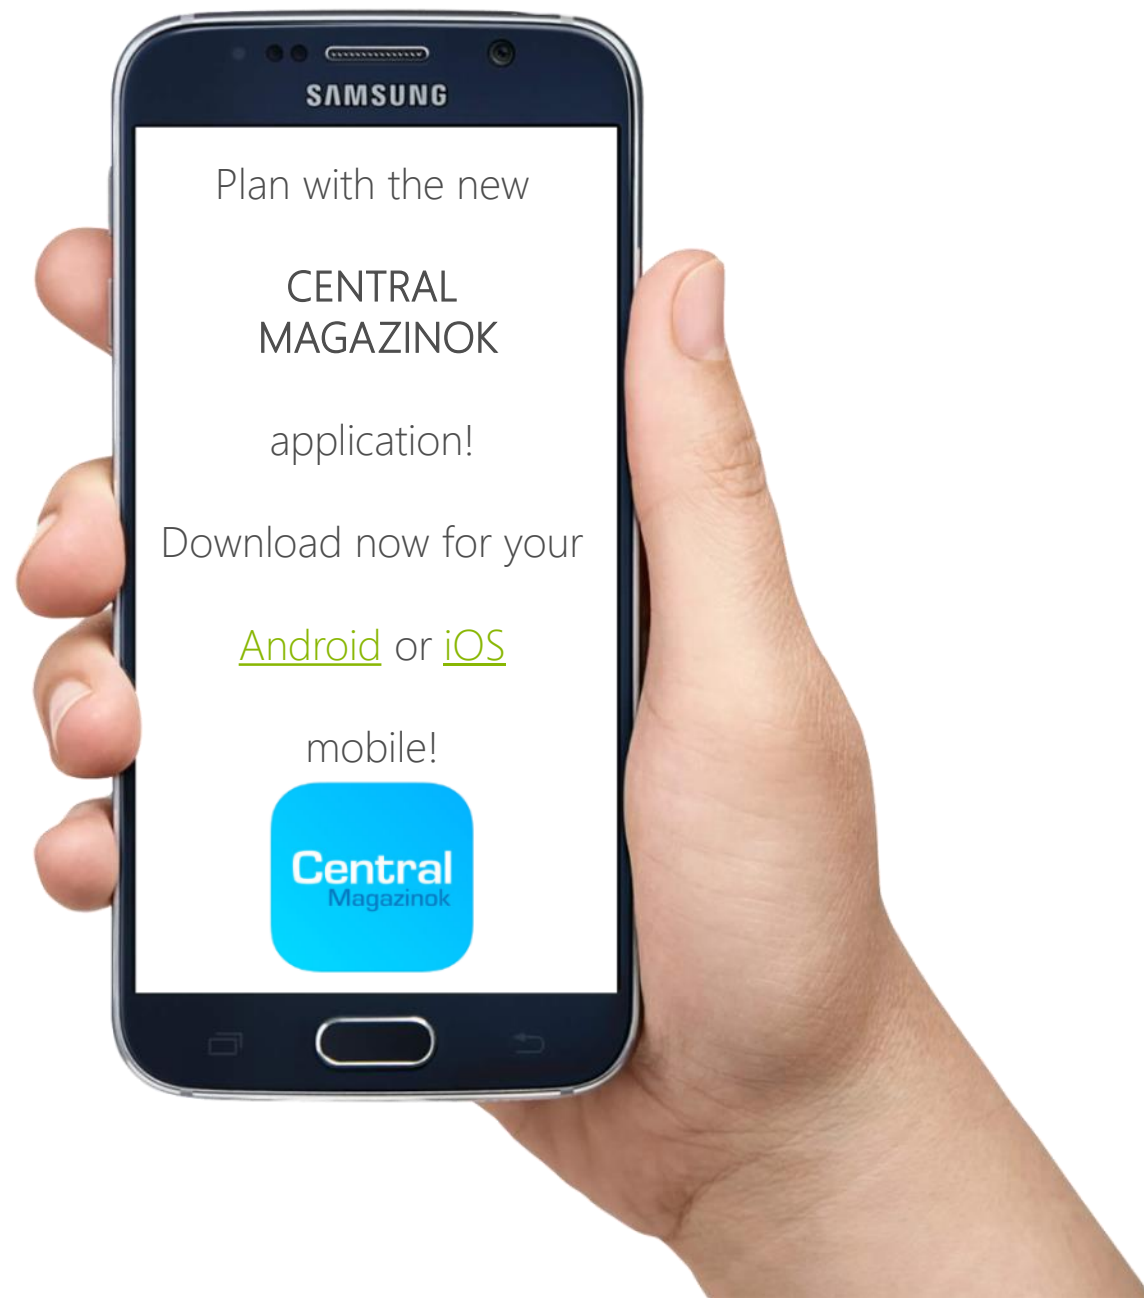 SAMSUNG
Plan with the new
CENTRAL
MAGAZINOK
application!
Download now for your
Android or iOS
mobile!
Central
Magazinok